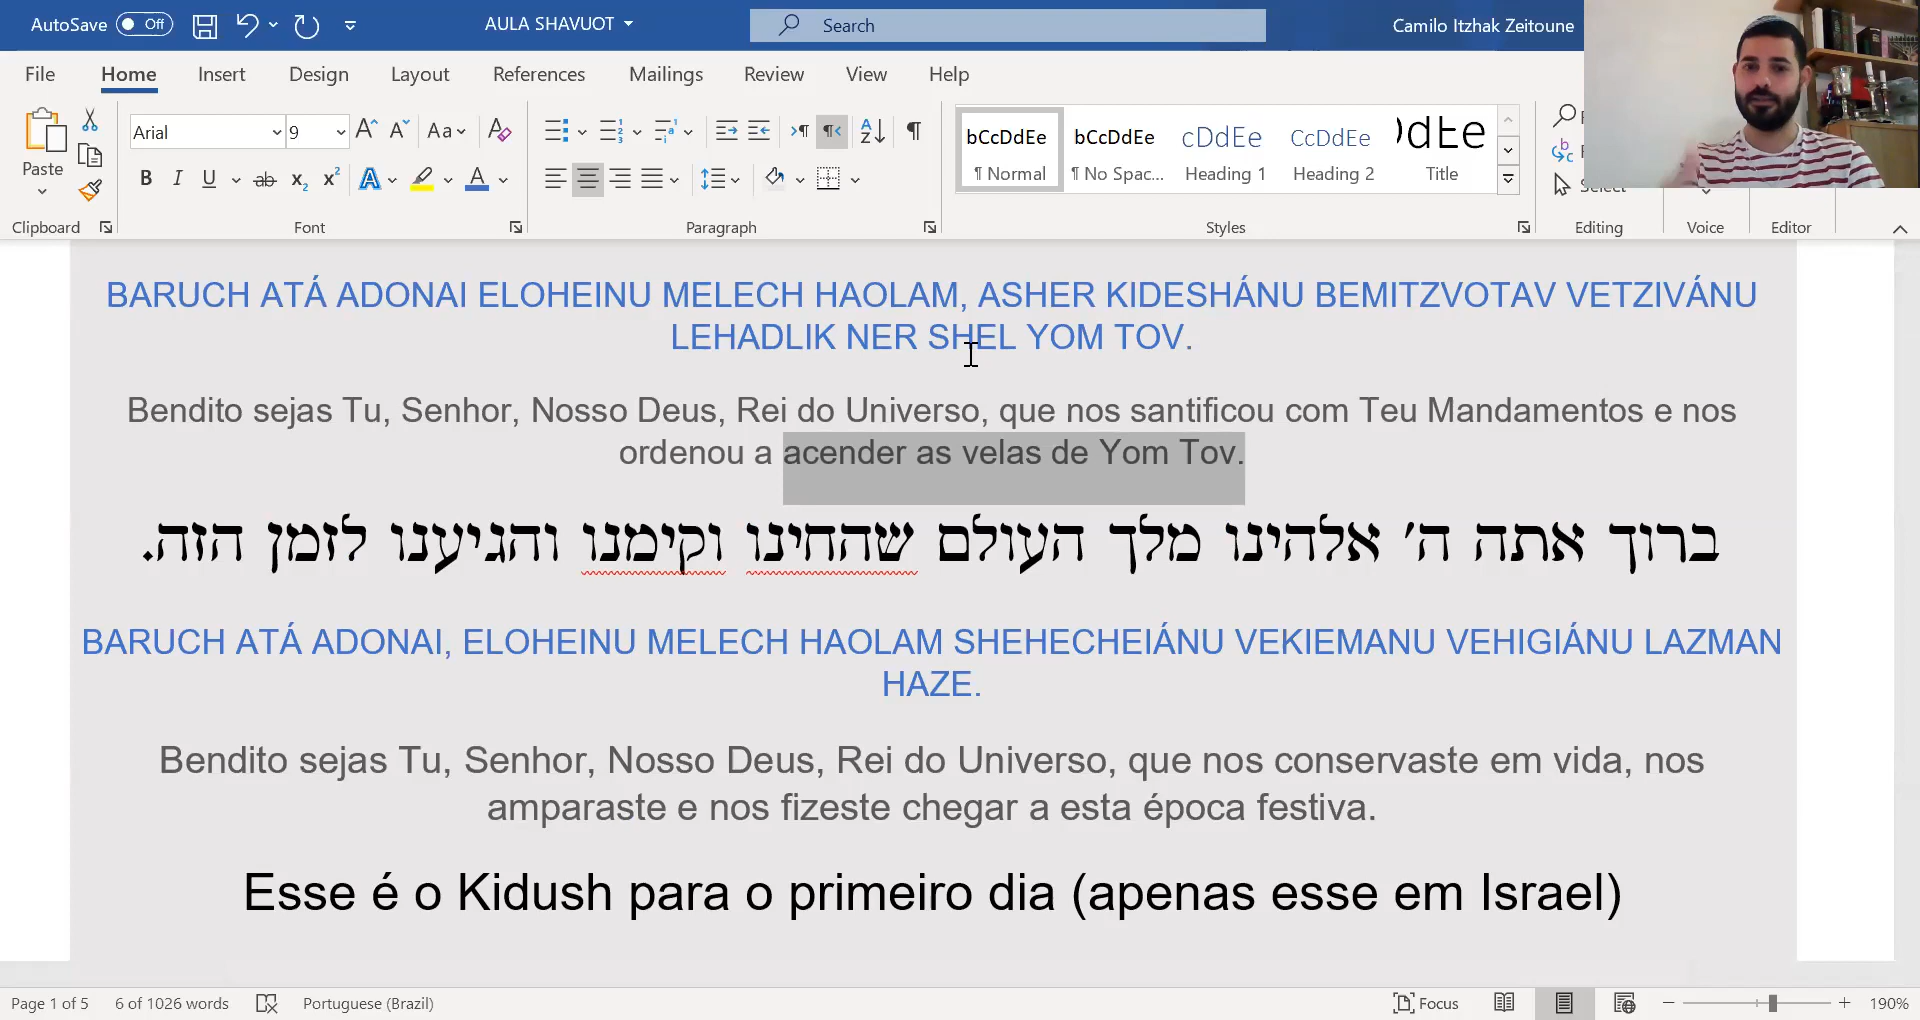 AutoSave Off AULA SHAVUOT Search Camilo Itzhak Zeitoune
File Home Insert Design Layout References Mailings Review View Help
Paste
Arial 9
Aa
bCcDdEe bCcDdEe cDdEe CcDdEe
¶ Normal ¶ No Spac... Heading 1 Heading 2 Title
Select
Clipboard Font Paragraph Styles Editing Voice Editor
BARUCH ATÁ ADONAI ELOHEINU MELECH HAOLAM, ASHER KIDESHÁNU BEMITZVOTAV VETZIVÁNU
LEHADLIK NER SHEL YOM TOV.
Bendito sejas Tu, Senhor, Nosso Deus, Rei do Universo, que nos santificou com Teu Mandamentos e nos
ordenou a acender as velas de Yom Tov.
ברוך אתה ה׳ אלהינו מלך העולם שהחינו וקימנו והגיענו לזמן הזה.
BARUCH ATÁ ADONAI, ELOHEINU MELECH HAOLAM SHEHECHEIÁNU VEKIEMANU VEHIGIÁNU LAZMAN
HAZE.
Bendito sejas Tu, Senhor, Nosso Deus, Rei do Universo, que nos conservaste em vida, nos
amparaste e nos fizeste chegar a esta época festiva.
Esse é o Kidush para o primeiro dia (apenas esse em Israel)
Page 1 of 5 6 of 1026 words Portuguese (Brazil) Focus 190%